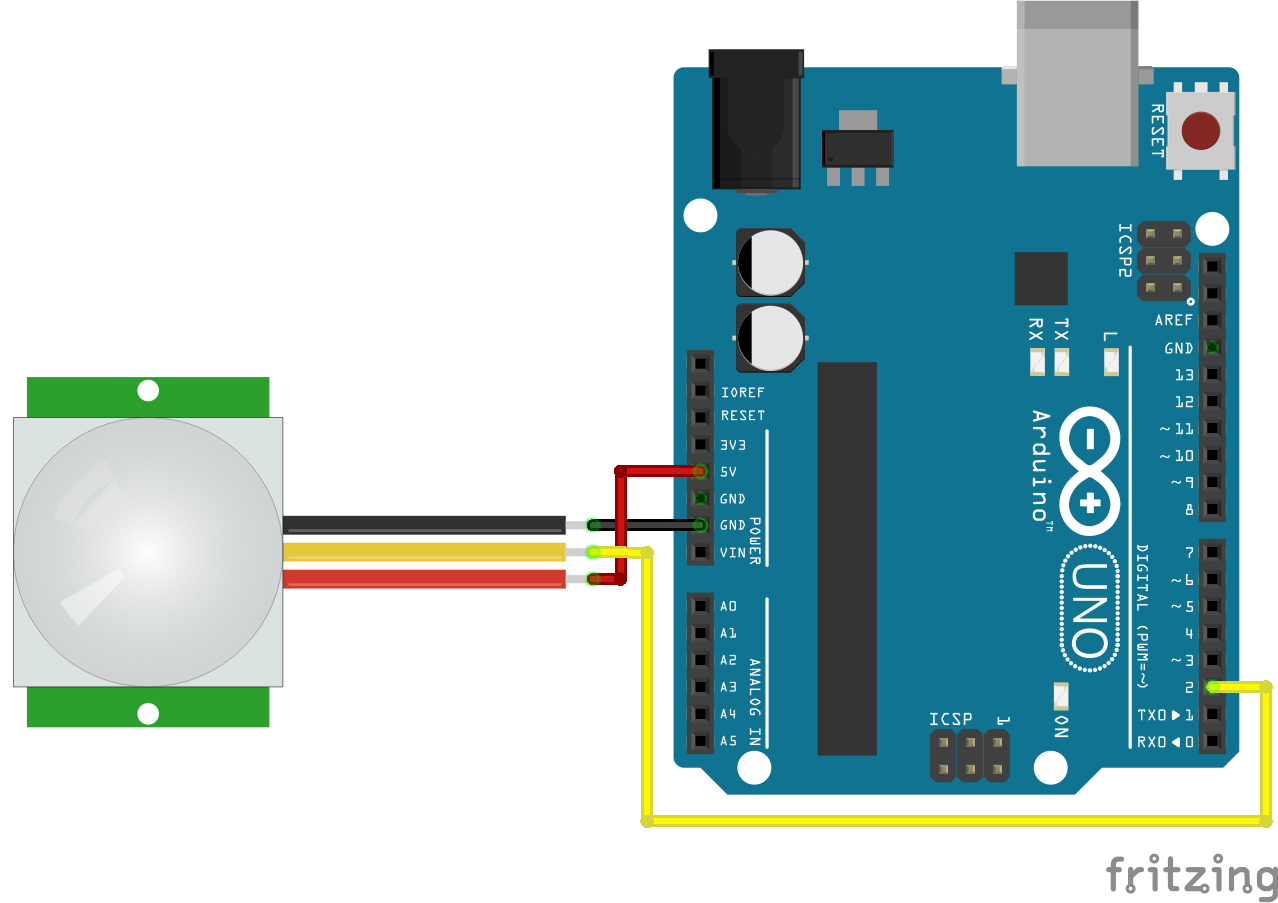 RESET
ICSP2
AREF
GND
13
12
~11
~10
~9
8
RX
TX
L
IOREF
RESET
3V3
5V
GND
GND
VIN
POWER
Arduino™
UNO
DIGITAL (PWM=~)
7
~6
~5
4
~3
2
TX0 ▶ 1
RX0 ◀ 0
A0
A1
A2
A3
A4
A5
ANALOG IN
ICSP
1
ON
fritzing